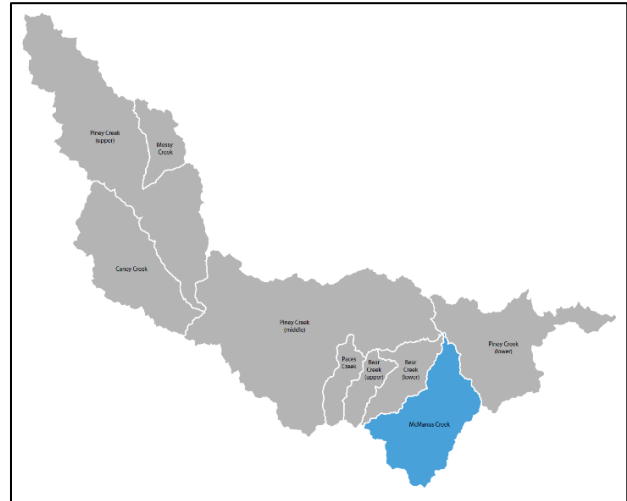 Piney Creek
(upper)
Mossy
Creek
Caney Creek
Piney Creek
(middle)
Paces
Creek
Bear
Creek
(upper)
Bear
Creek
(lower)
Piney Creek
(lower)
McManus Creek